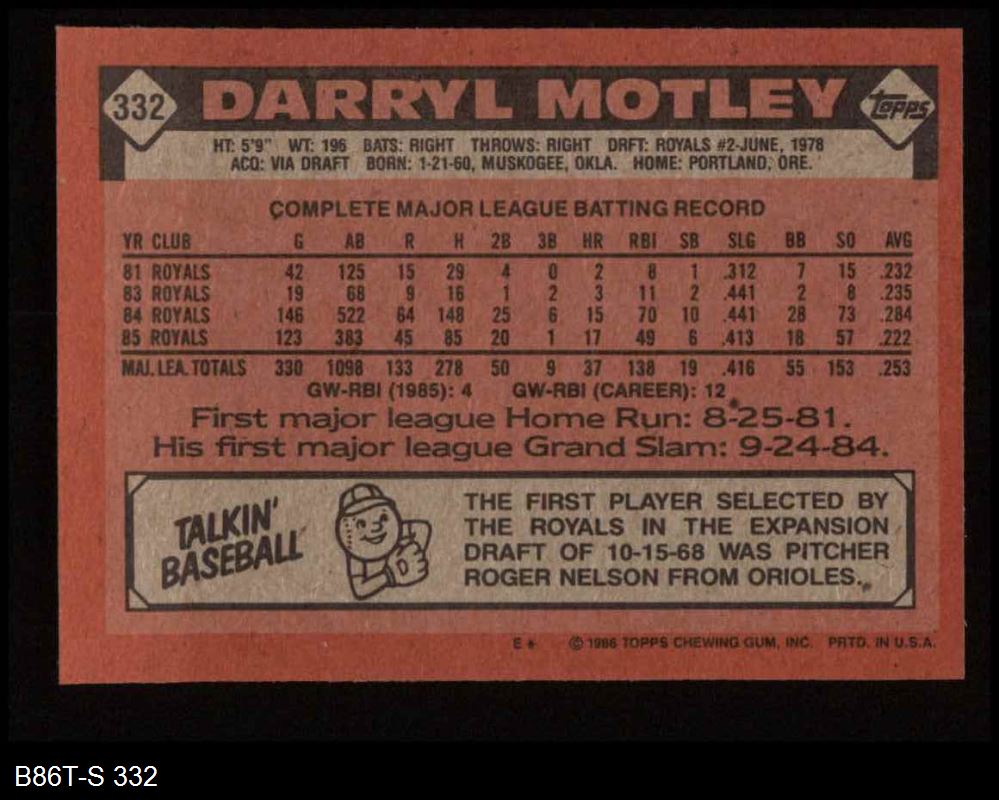 332 DARRYL MOTLEY Topps
HT: 5'9" WT: 196 BATS: RIGHT THROWS: RIGHT DRFT: ROYALS #2-JUNE, 1978
ACQ: VIA DRAFT BORN: 1-21-60, MUSKOGEE, OKLA. HOME: PORTLAND, ORE.
COMPLETE MAJOR LEAGUE BATTING RECORD
YR CLUB G AB R H 2B 3B HR RBI SB SLG BB SO AVG
81 ROYALS 42 125 15 29 4 0 2 8 1 .312 7 15 .232
83 ROYALS 19 68 9 16 1 2 3 11 2 .441 2 8 .235
84 ROYALS 146 522 64 148 25 6 15 70 10 .441 28 73 .284
85 ROYALS 123 383 45 85 20 1 17 49 6 .413 18 57 .222
MAJ. LEA. TOTALS 330 1098 133 278 50 9 37 138 19 .416 55 153 .253
GW-RBI (1985): 4 GW-RBI (CAREER): 12
First major league Home Run: 8-25-81.
His first major league Grand Slam: 9-24-84.
TALKIN'
BASEBALL
THE FIRST PLAYER SELECTED BY
THE ROYALS IN THE EXPANSION
DRAFT OF 10-15-68 WAS PITCHER
ROGER NELSON FROM ORIOLES.
E* © 1986 TOPPS CHEWING GUM, INC. PRTD. IN U.S.A.
B86T-S 332